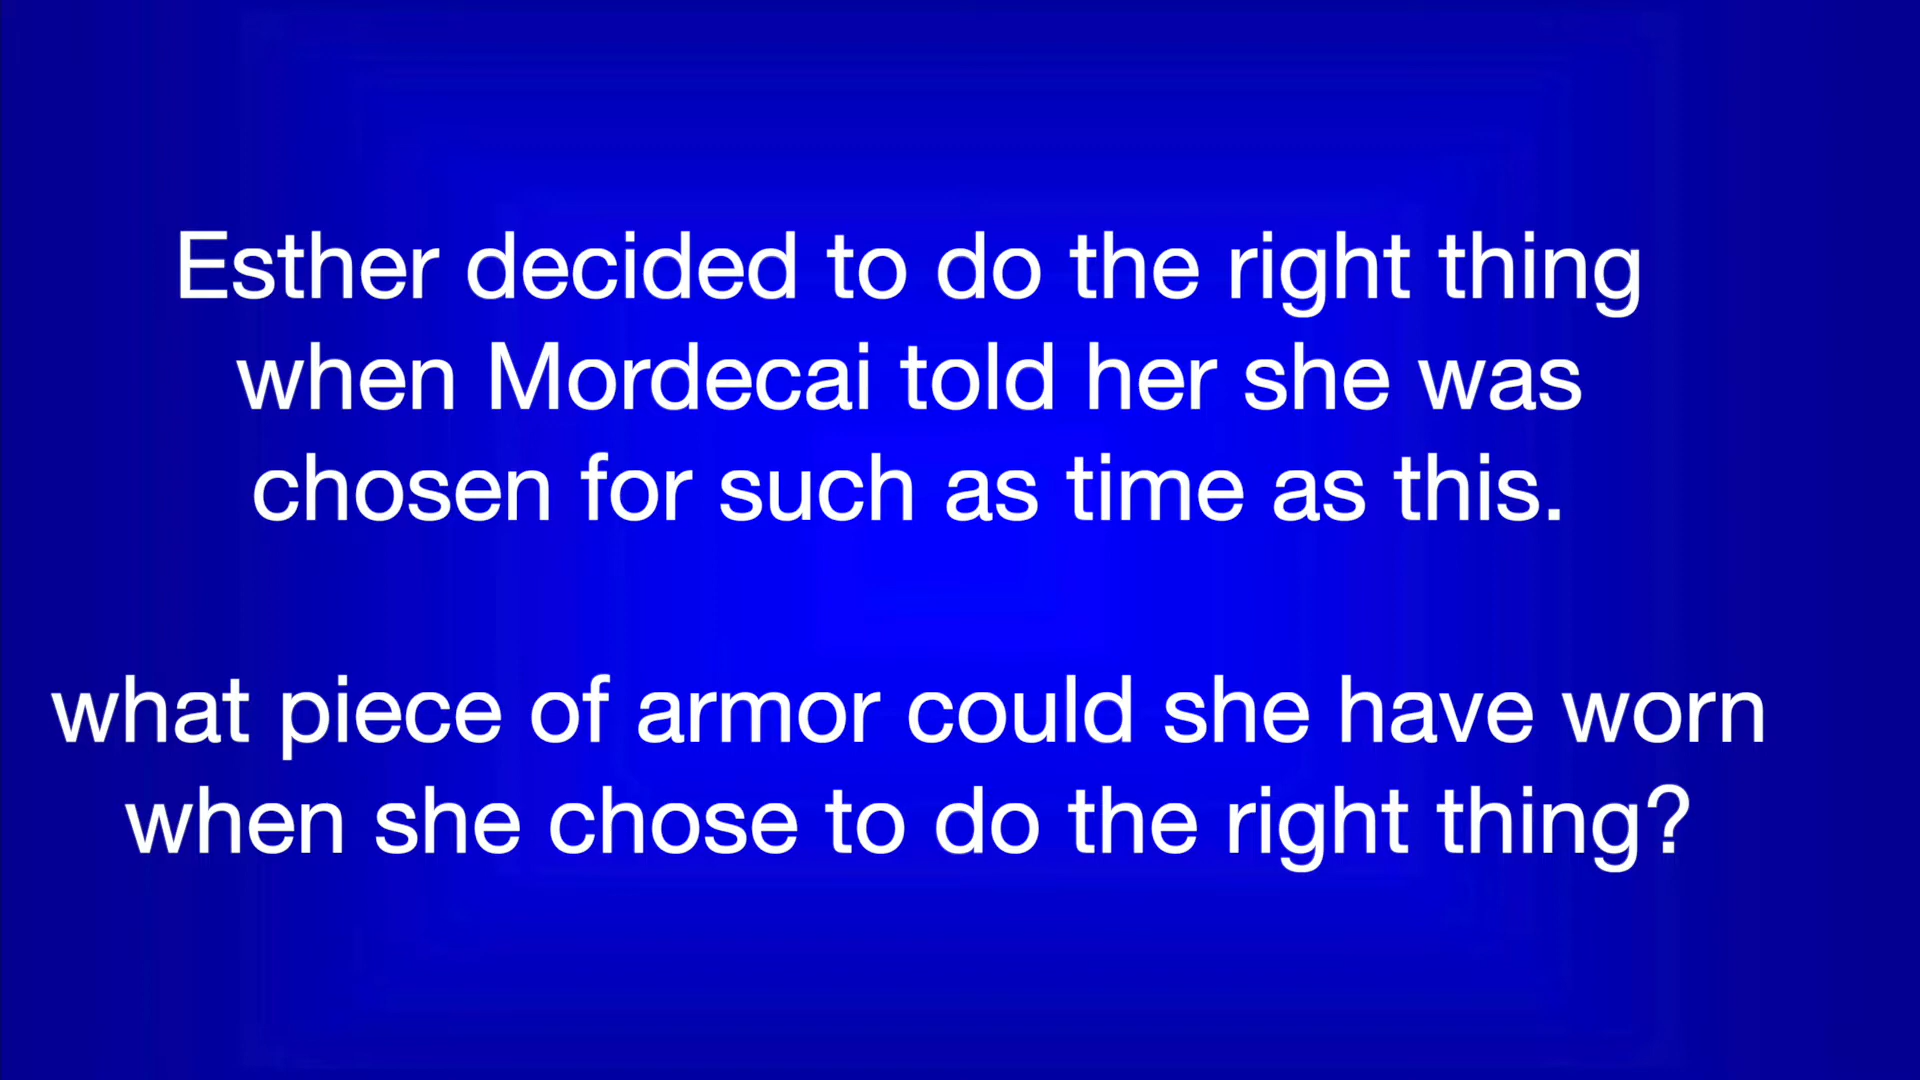 Esther decided to do the right thing
when Mordecai told her she was
chosen for such as time as this.
what piece of armor could she have worn
when she chose to do the right thing?